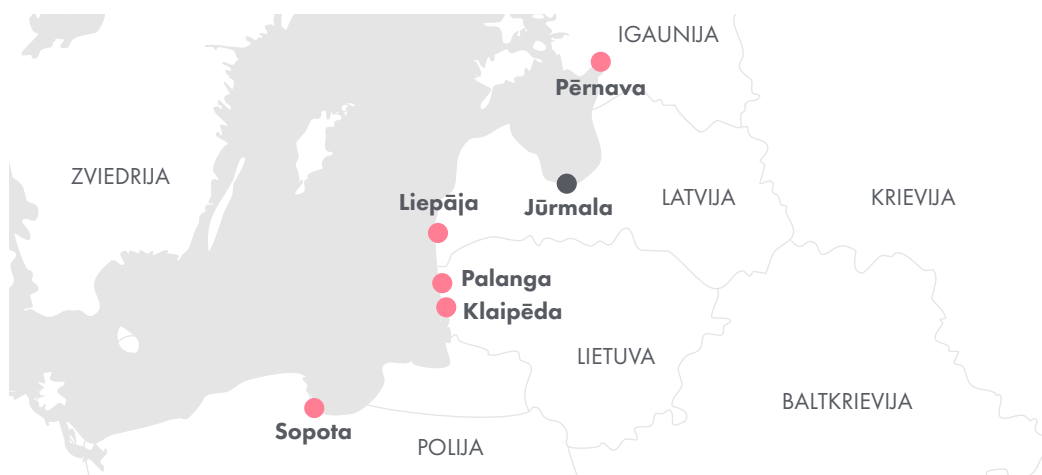 IGAUNIJA
Pērnava
ZVIEDRIJA
Liepāja
Jūrmala
LATVIJA
KRIEVIJA
Palanga
Klaipēda
LIETUVA
BALTKRIEVIJA
Sopota
POLIJA